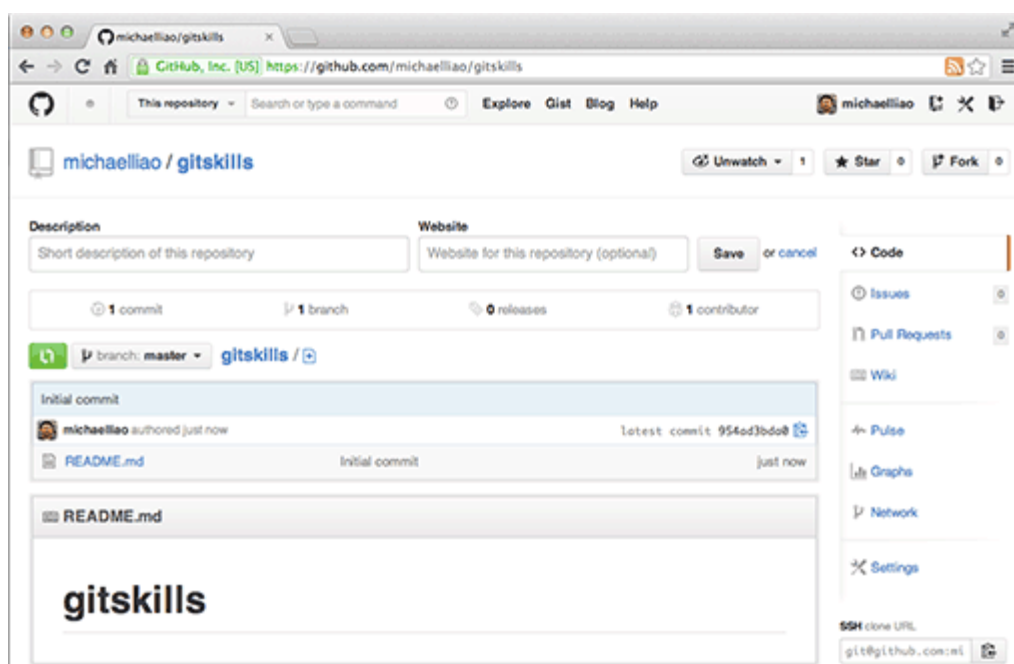 michaelliao/gitskills
GitHub, Inc. [US] https://github.com/michaelliao/gitskills
This repository Search or type a command Explore Gist Blog Help michaelliao
michaelliao / gitskills Unwatch 1 Star 0 Fork 0
Description Website
Short description of this repository Website for this repository (optional) Save or cancel
1 commit 1 branch 0 releases 1 contributor
branch: master gitskills /
Initial commit
michaelliao authored just now latest commit 954ad3bda0
README.md Initial commit just now
README.md
gitskills
Code
Issues 0
Pull Requests 0
Wiki
Pulse
Graphs
Network
Settings
SSH clone URL
git@github.com:mi